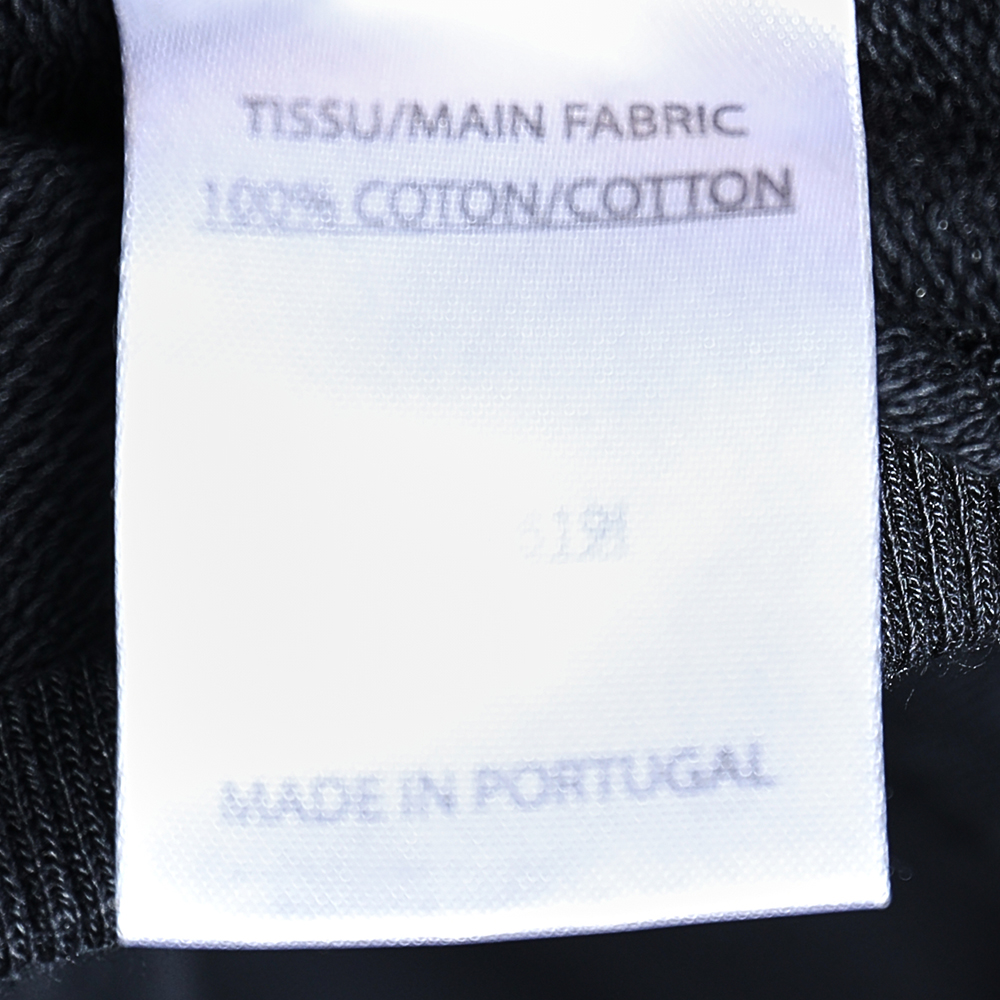 TISSU/MAIN FABRIC
100% COTON/COTTON
MADE IN PORTUGAL